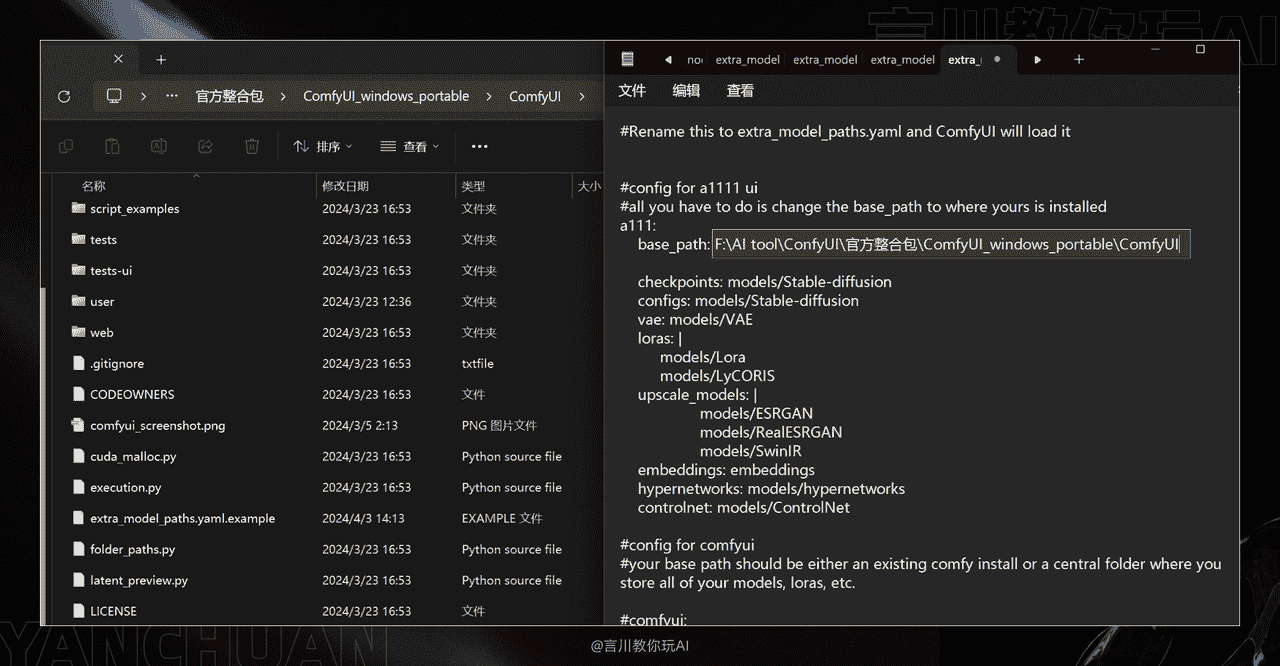 言川教你玩AI
+
no
extra_model
extra_model
extra_model
extra_
+
··· 官方整合包 > ComfyUI_windows_portable > ComfyUI >
文件 编辑 查看
排序 查看 ···
名称 修改日期 类型 大小
script_examples 2024/3/23 16:53 文件夹
tests 2024/3/23 16:53 文件夹
tests-ui 2024/3/23 16:53 文件夹
user 2024/3/23 12:36 文件夹
web 2024/3/23 16:53 文件夹
.gitignore 2024/3/23 16:53 txtfile
CODEOWNERS 2024/3/23 16:53 文件
comfyui_screenshot.png 2024/3/5 2:13 PNG 图片文件
cuda_malloc.py 2024/3/23 16:53 Python source file
execution.py 2024/3/23 16:53 Python source file
extra_model_paths.yaml.example 2024/4/3 14:13 EXAMPLE 文件
folder_paths.py 2024/3/23 16:53 Python source file
latent_preview.py 2024/3/23 16:53 Python source file
LICENSE 2024/3/23 16:53 文件
#Rename this to extra_model_paths.yaml and ComfyUI will load it
#config for a1111 ui
#all you have to do is change the base_path to where yours is installed
a111:
base_path: F:\AI tool\ConfyUI\官方整合包\ComfyUI_windows_portable\ComfyUI
checkpoints: models/Stable-diffusion
configs: models/Stable-diffusion
vae: models/VAE
loras: |
models/Lora
models/LyCORIS
upscale_models: |
models/ESRGAN
models/RealESRGAN
models/SwinIR
embeddings: embeddings
hypernetworks: models/hypernetworks
controlnet: models/ControlNet
#config for comfyui
#your base path should be either an existing comfy install or a central folder where you
store all of your models, loras, etc.
#comfyui:
YANCHUAN
@言川教你玩AI